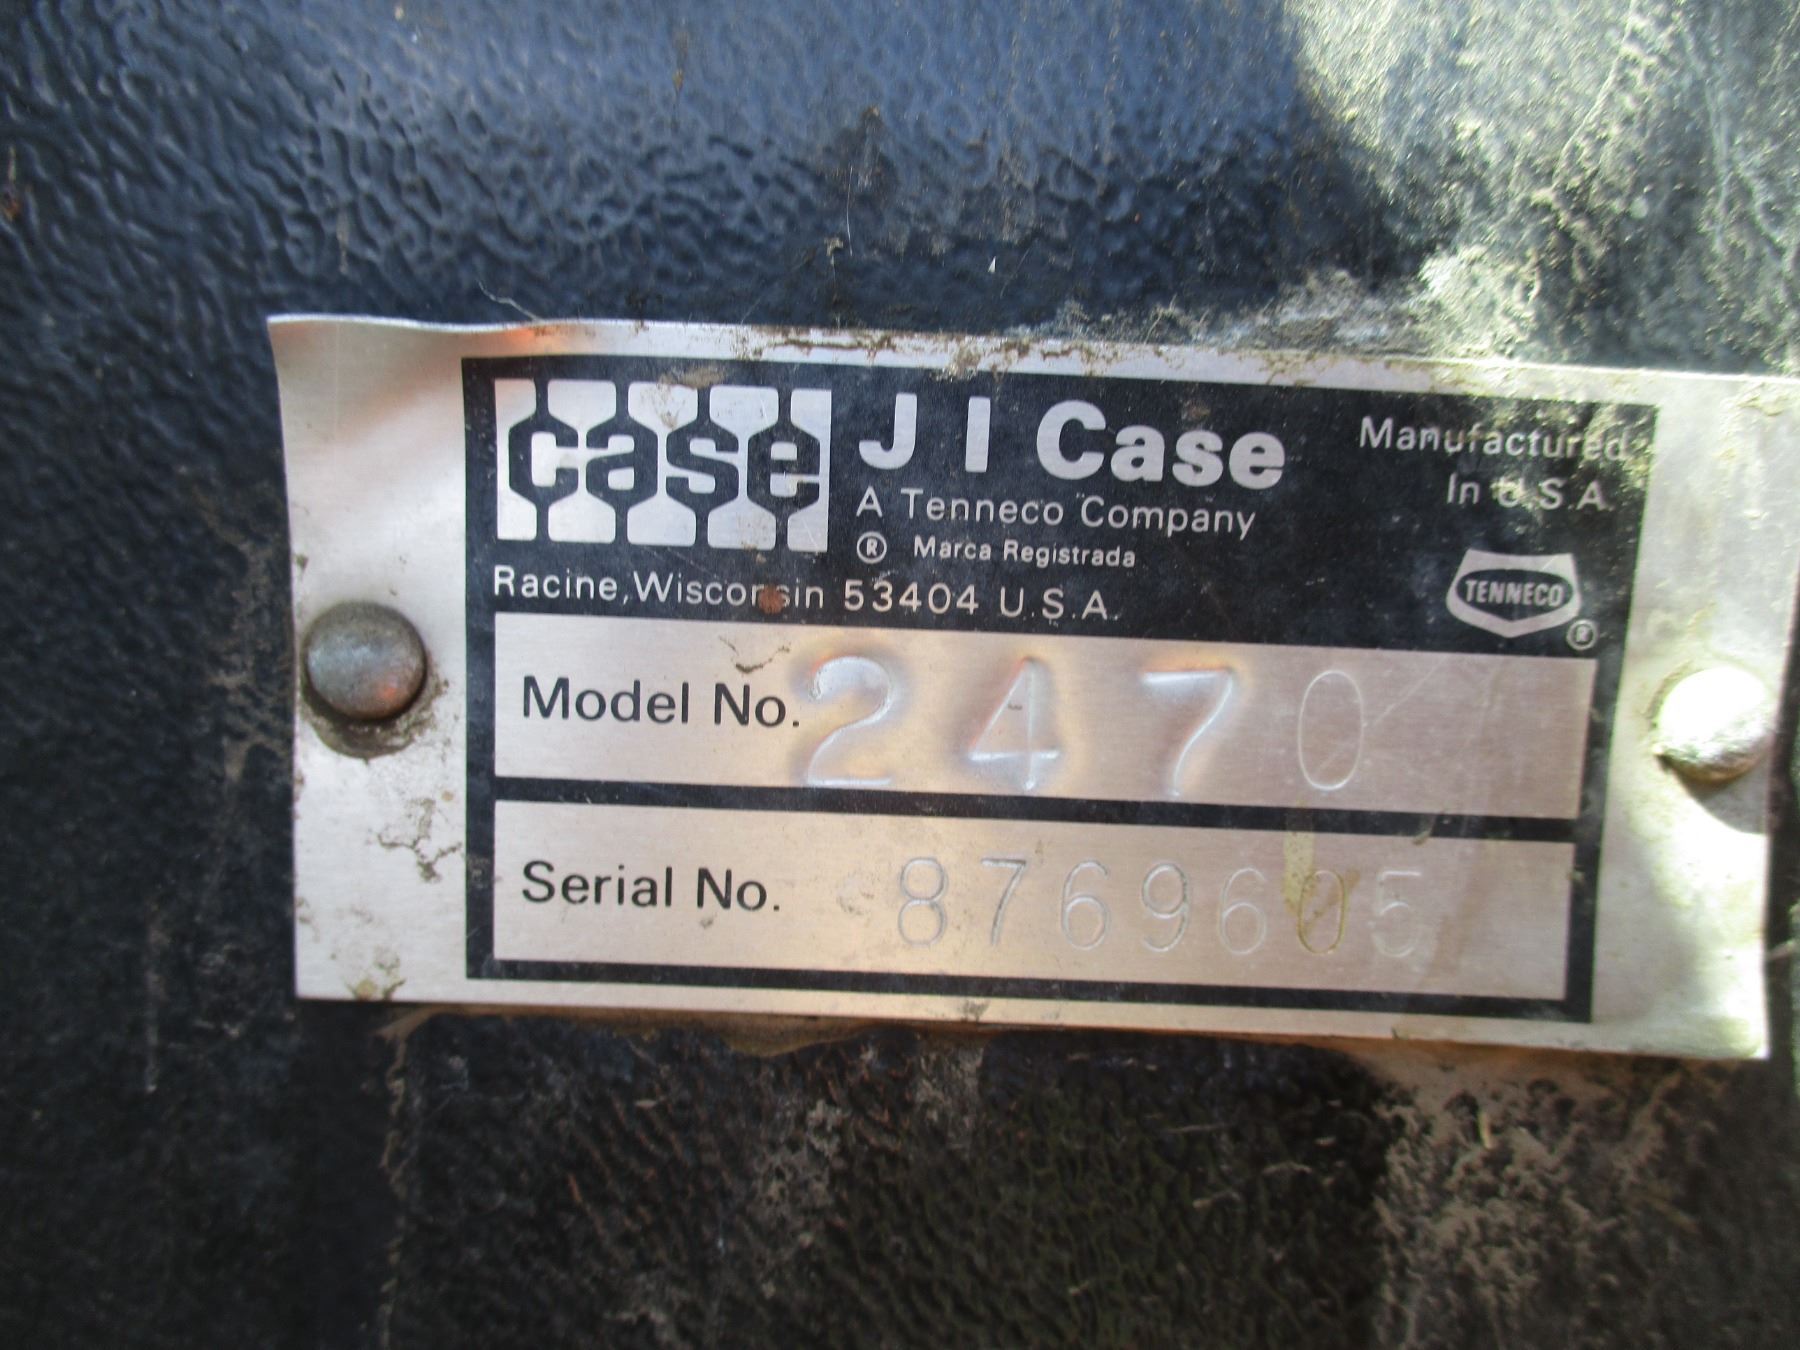 case
J I Case
Manufactured
In U.S.A.
A Tenneco Company
® Marca Registrada
Racine, Wisconsin 53404 U.S.A.
TENNECO
®
Model No. 2470
Serial No. 8769605